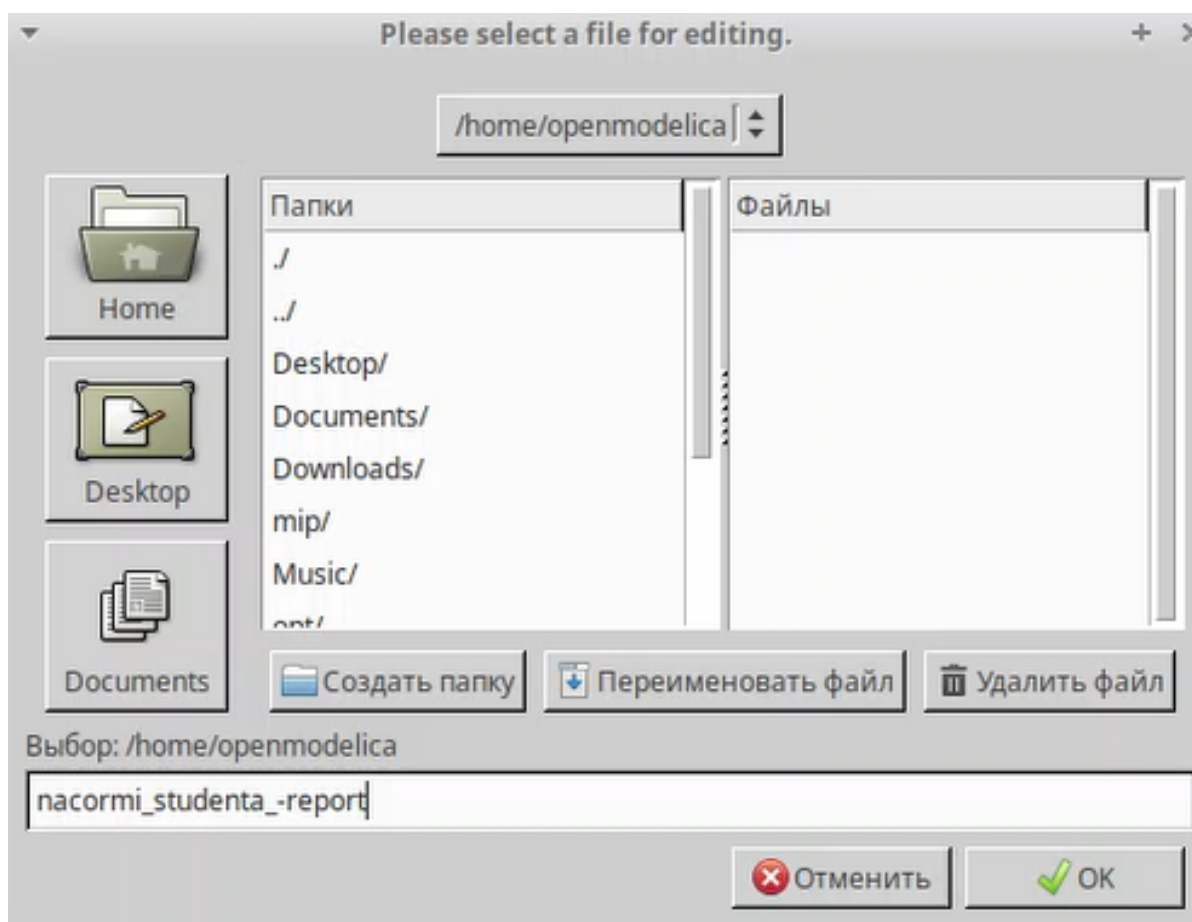 Please select a file for editing.
/home/openmodelica
Home
Desktop
Documents
Папки
./
../
Desktop/
Documents/
Downloads/
mip/
Music/
opt/
Файлы
Создать папку
Переименовать файл
Удалить файл
Выбор: /home/openmodelica
nacormi_studenta_-report
Отменить
OK